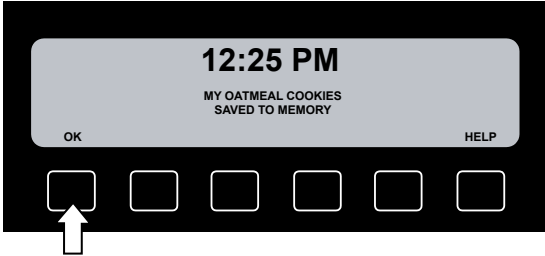 12:25 PM
MY OATMEAL COOKIES
SAVED TO MEMORY
OK
HELP